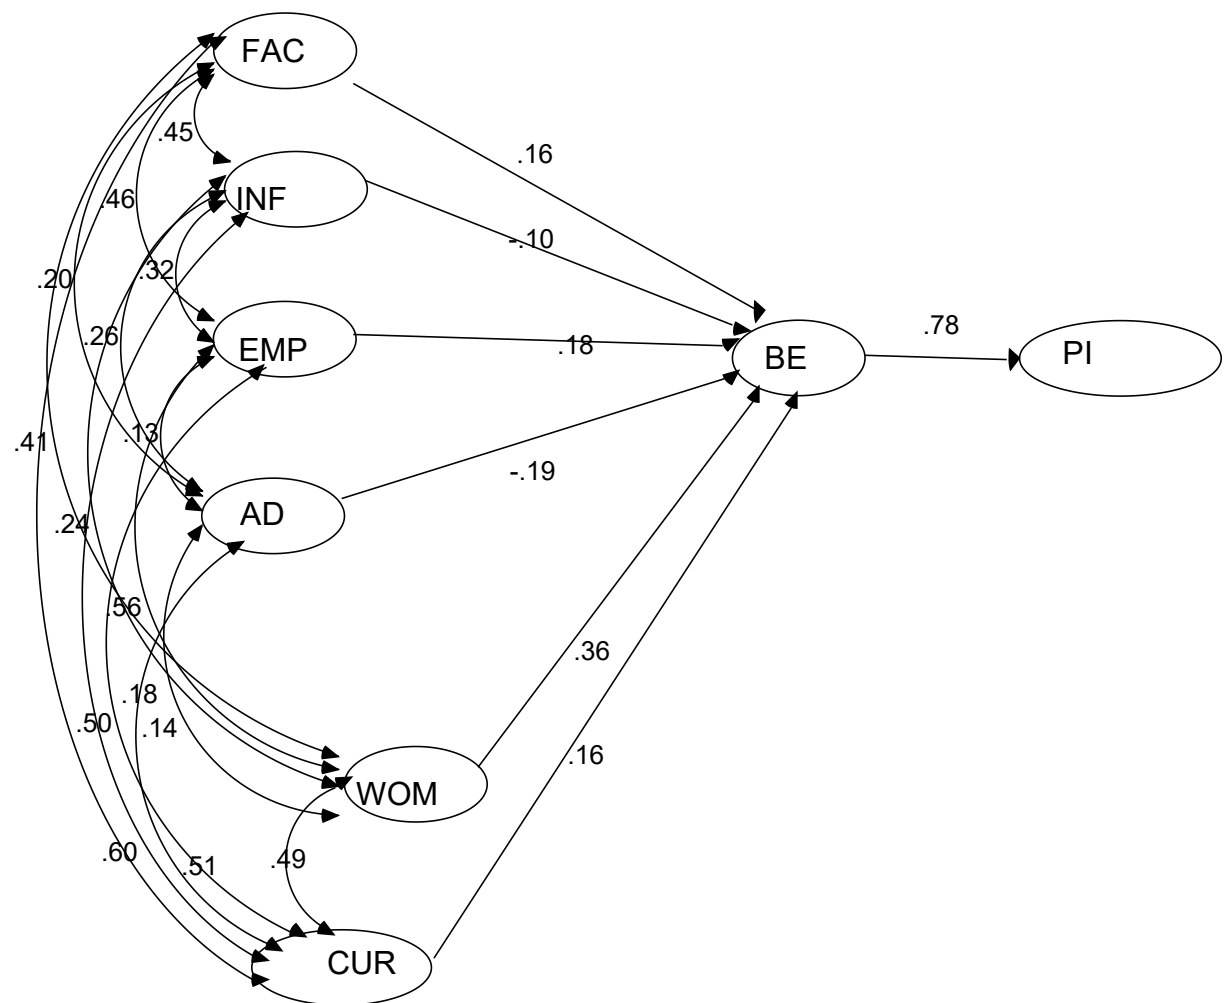 FAC
.45
.16
INF
.46
-.10
.20
.32
.26
EMP
.18
BE
.78
PI
.41
.13
-.19
AD
.24
.56
.36
.18
.50
.14
.16
WOM
.60
.51
.49
CUR